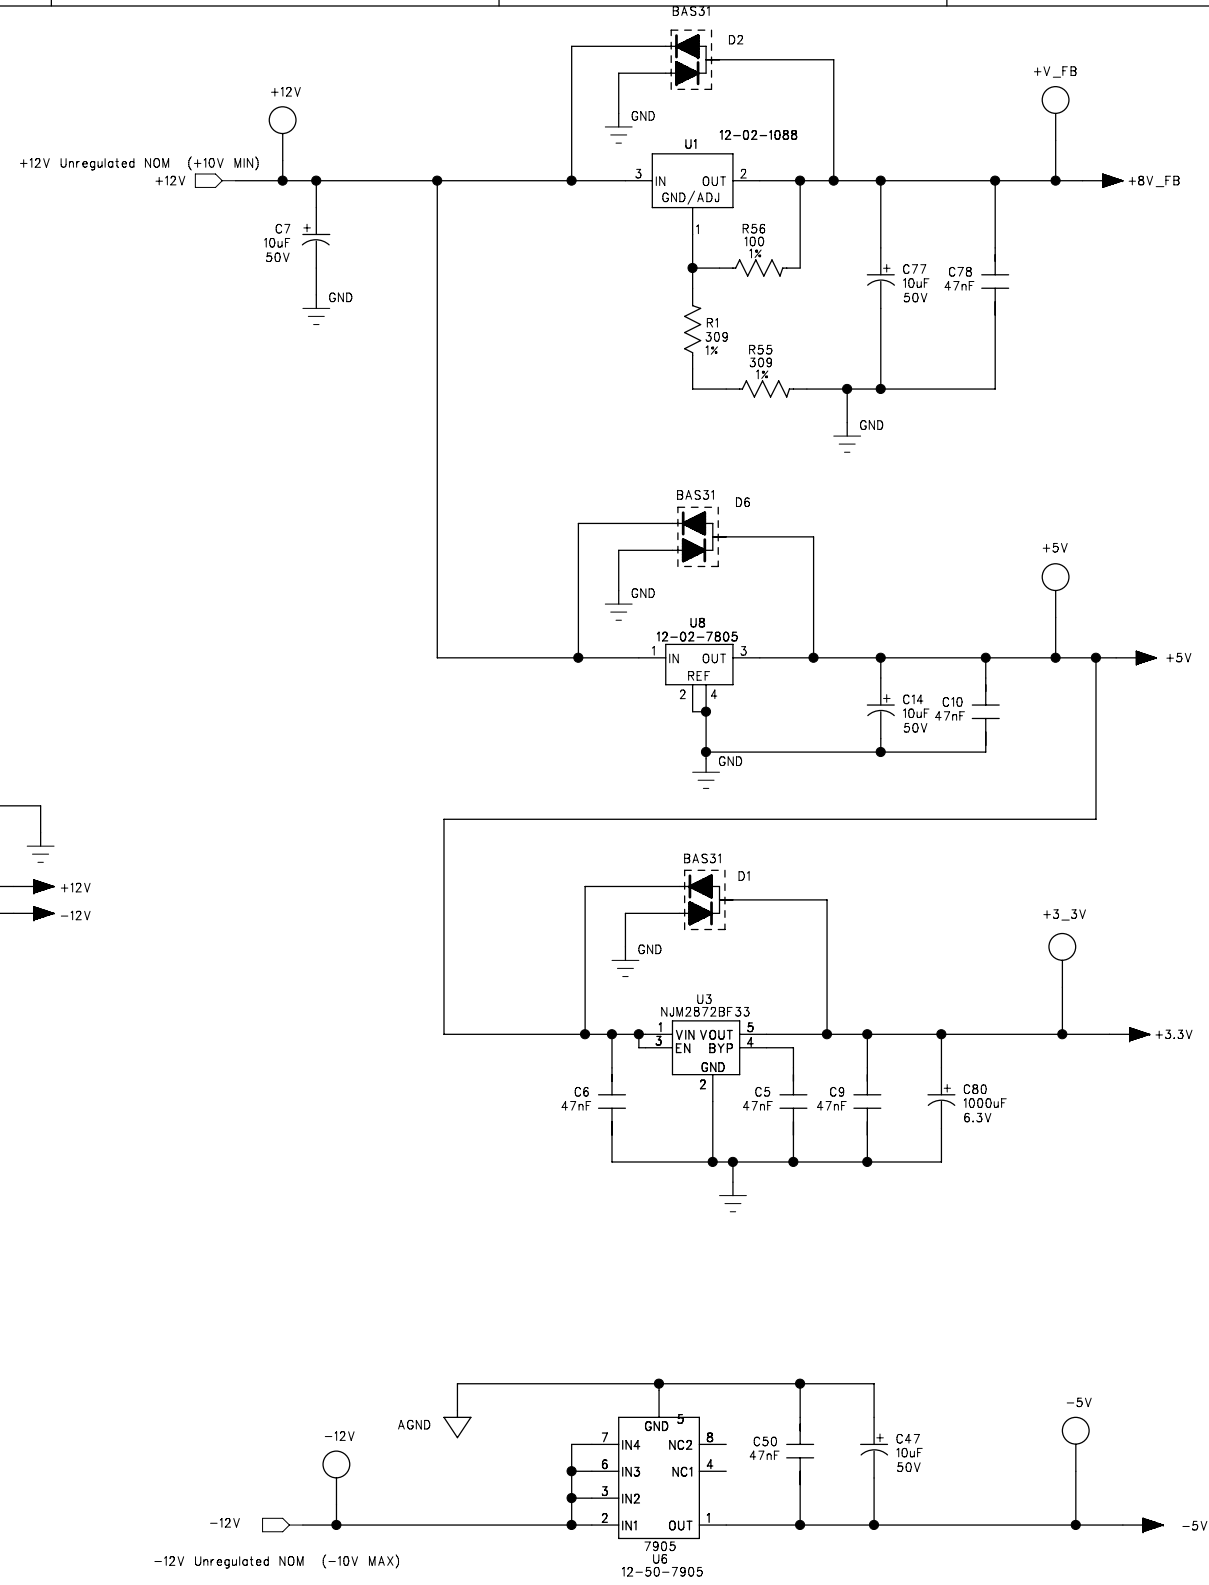 BAS31
D2
+V_FB
+12V
GND
12-02-1088
U1
+12V Unregulated NOM (+10V MIN)
+12V
3 IN OUT 2
GND/ADJ
+8V_FB
1
C7 +
10uF
50V
R56
100
1%
+ C77
10uF
50V
C78
47nF
GND
R1
309
1%
R55
309
1%
GND
BAS31
D6
+5V
GND
U8
12-02-7805
1 IN OUT 3
REF
2 4
+5V
+ C14
10uF
50V
C10
47nF
GND
BAS31
D1
+12V
-12V
+3_3V
GND
U3
NJM2872BF33
1 VIN VOUT 5
3 EN BYP 4
GND
2
+3.3V
C6
47nF
C5
47nF
C9
47nF
+ C80
1000uF
6.3V
-5V
AGND
GND 5
-12V
7 IN4 NC2 8
6 IN3 NC1 4
3 IN2
2 IN1 OUT 1
C50
47nF
+ C47
10uF
50V
-12V
-5V
7905
U6
12-50-7905
-12V Unregulated NOM (-10V MAX)